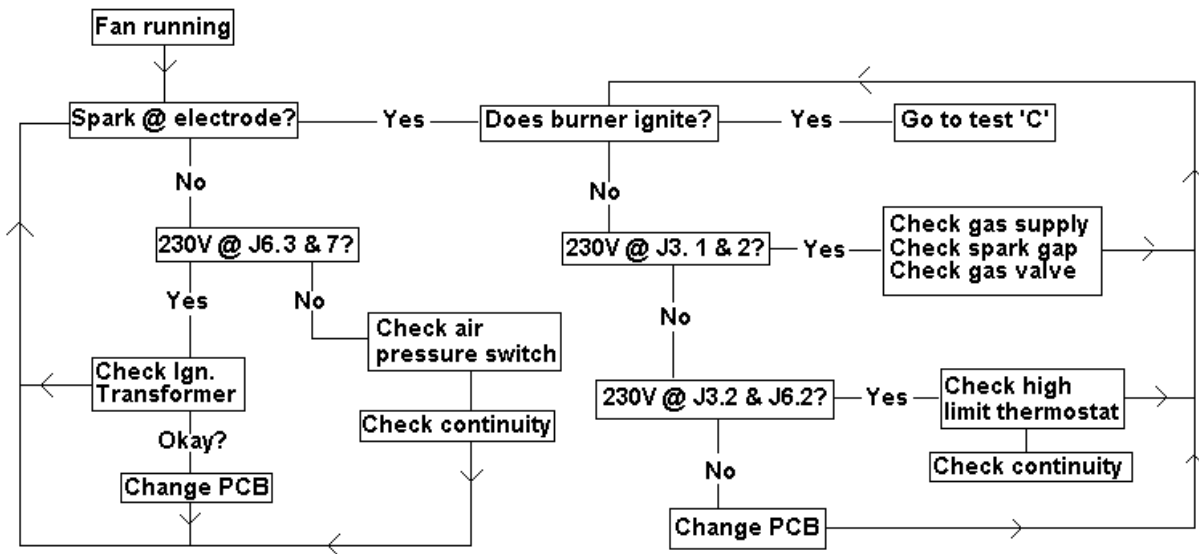 Fan running
Spark @ electrode?
Yes
Does burner ignite?
Yes
Go to test 'C'
No
No
230V @ J6.3 & 7?
230V @ J3. 1 & 2?
Yes
Check gas supply
Check spark gap
Check gas valve
Yes
No
No
Check air
pressure switch
Check Ign.
Transformer
230V @ J3.2 & J6.2?
Yes
Check high
limit thermostat
Check continuity
Okay?
Check continuity
No
Change PCB
Change PCB